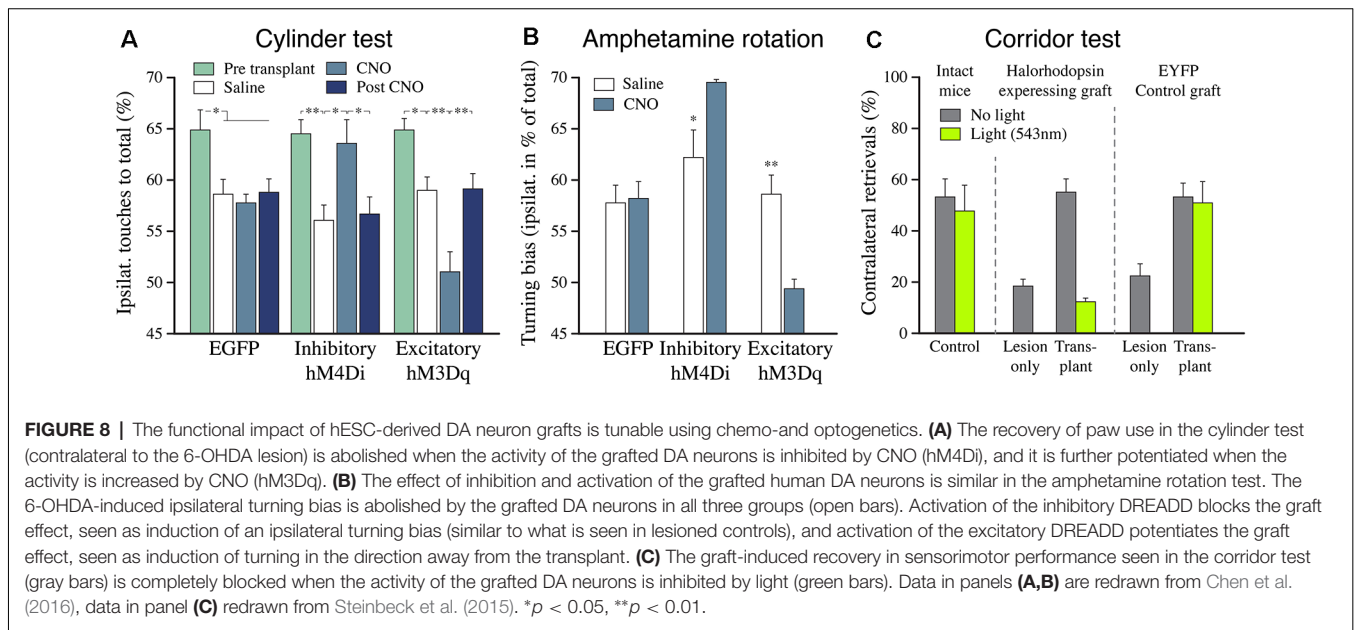 A
Cylinder test
Pre transplant
Saline
CNO
Post CNO
Ipsilat. touches to total (%)
70
65
60
55
50
45
*
** * *
* ** **
EGFP
Inhibitory
hM4Di
Excitatory
hM3Dq
B
Amphetamine rotation
Saline
CNO
Turning bias (ipsilat. in % of total)
70
65
60
55
50
45
*
**
EGFP
Inhibitory
hM4Di
Excitatory
hM3Dq
C
Corridor test
Intact
mice
Halorhodopsin
experessing graft
EYFP
Control graft
No light
Light (543nm)
Contralateral retrievals (%)
100
80
60
40
20
0
Control
Lesion
only
Trans-
plant
Lesion
only
Trans-
plant
FIGURE 8 | The functional impact of hESC-derived DA neuron grafts is tunable using chemo-and optogenetics. (A) The recovery of paw use in the cylinder test
(contralateral to the 6-OHDA lesion) is abolished when the activity of the grafted DA neurons is inhibited by CNO (hM4Di), and it is further potentiated when the
activity is increased by CNO (hM3Dq). (B) The effect of inhibition and activation of the grafted human DA neurons is similar in the amphetamine rotation test. The
6-OHDA-induced ipsilateral turning bias is abolished by the grafted DA neurons in all three groups (open bars). Activation of the inhibitory DREADD blocks the graft
effect, seen as induction of an ipsilateral turning bias (similar to what is seen in lesioned controls), and activation of the excitatory DREADD potentiates the graft
effect, seen as induction of turning in the direction away from the transplant. (C) The graft-induced recovery in sensorimotor performance seen in the corridor test
(gray bars) is completely blocked when the activity of the grafted DA neurons is inhibited by light (green bars). Data in panels (A,B) are redrawn from Chen et al.
(2016), data in panel (C) redrawn from Steinbeck et al. (2015). *p < 0.05, **p < 0.01.